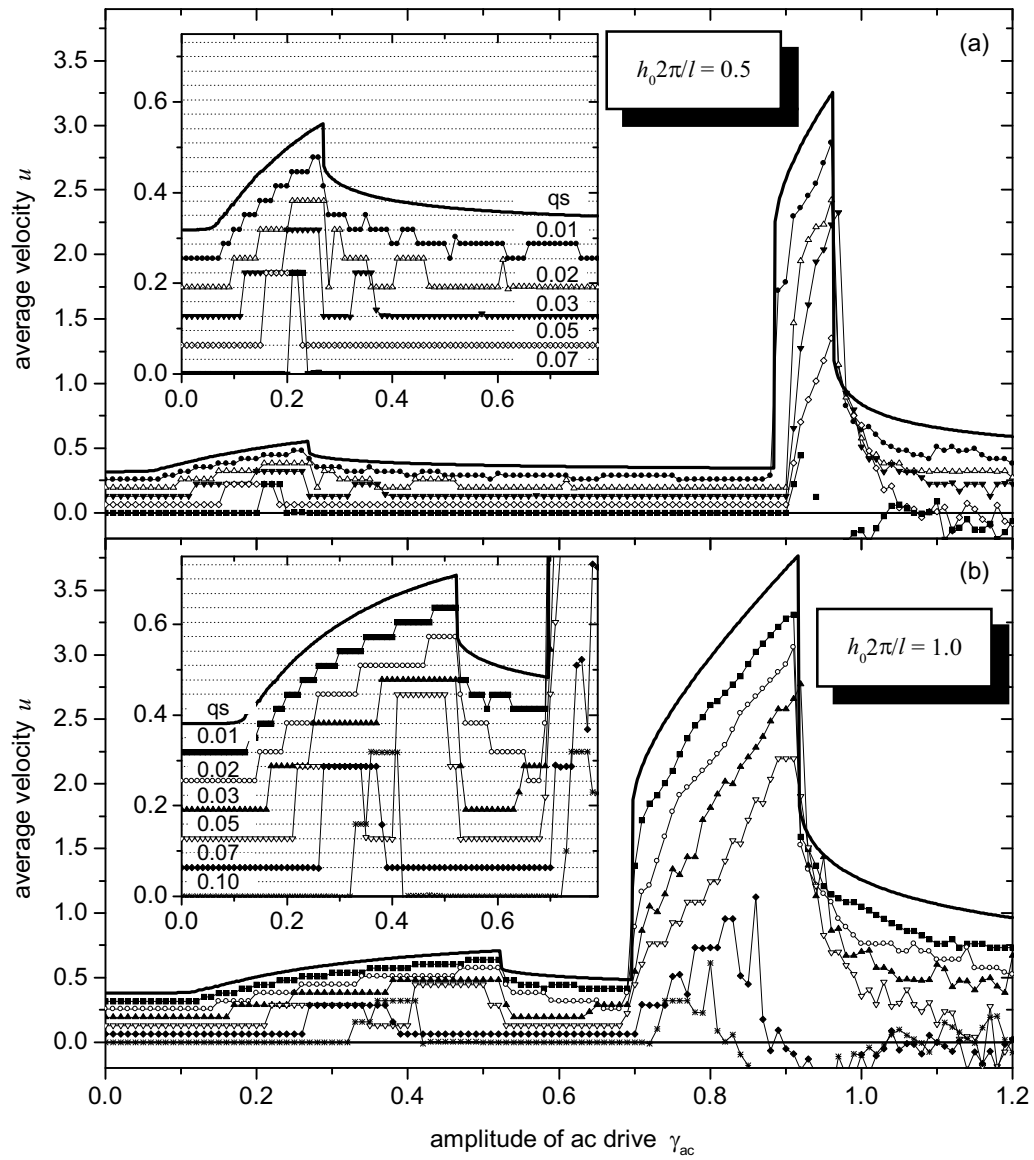 (a)
h₀2π/l = 0.5
average velocity u
3.5
3.0
2.5
2.0
1.5
1.0
0.5
0.0
0.6
0.4
0.2
0.0
qs
0.01
0.02
0.03
0.05
0.07
0.0 0.2 0.4 0.6
(b)
h₀2π/l = 1.0
average velocity u
3.5
3.0
2.5
2.0
1.5
1.0
0.5
0.0
0.6
0.4
0.2
0.0
qs
0.01
0.02
0.03
0.05
0.07
0.10
0.0 0.2 0.4 0.6
0.0 0.2 0.4 0.6 0.8 1.0 1.2
amplitude of ac drive γac